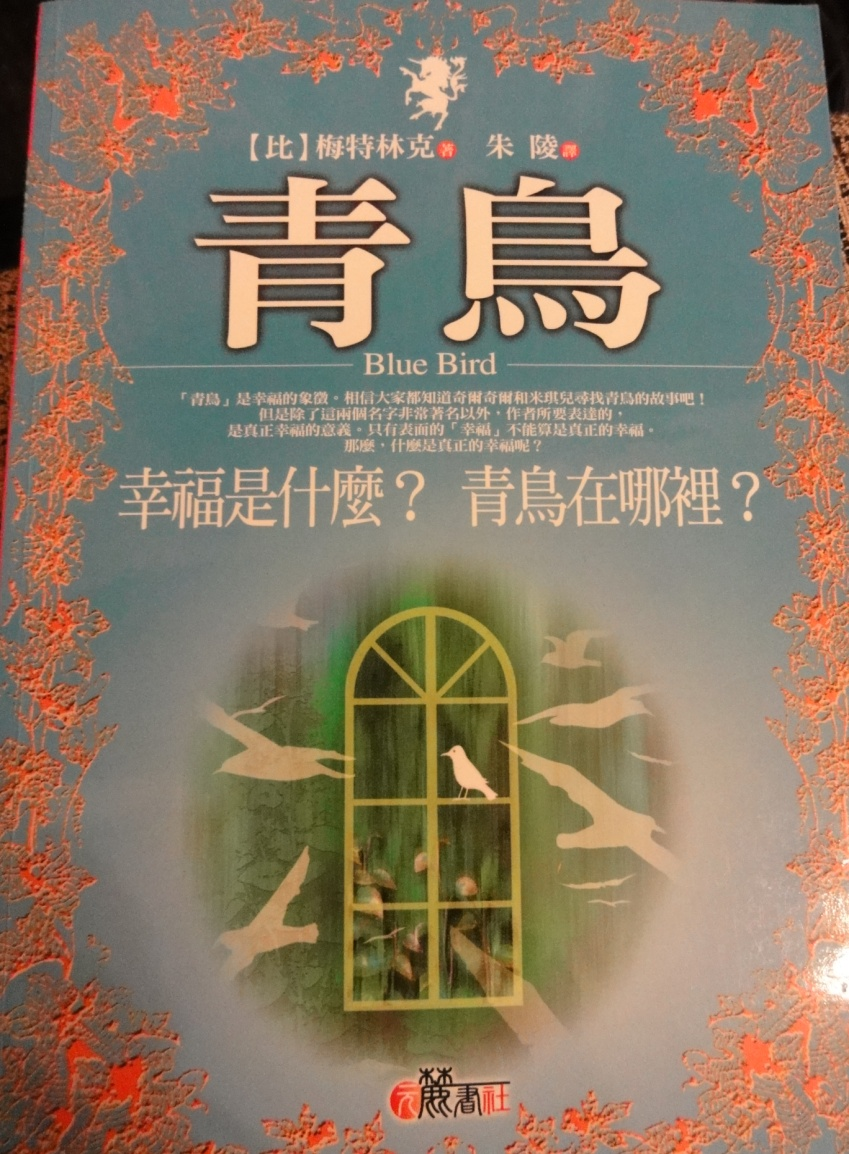 【比】梅特林克 著 朱陵 譯
青鳥
Blue Bird
「青鳥」是幸福的象徵。相信大家都知道奇爾奇爾和米琪兒尋找青鳥的故事吧!
但是除了這兩個名字非常著名以外,作者所要表達的,
是真正幸福的意義。只有表面的「幸福」不能算是真正的幸福。
那麼,什麼是真正的幸福呢?
幸福是什麼? 青鳥在哪裡?
元麓書社